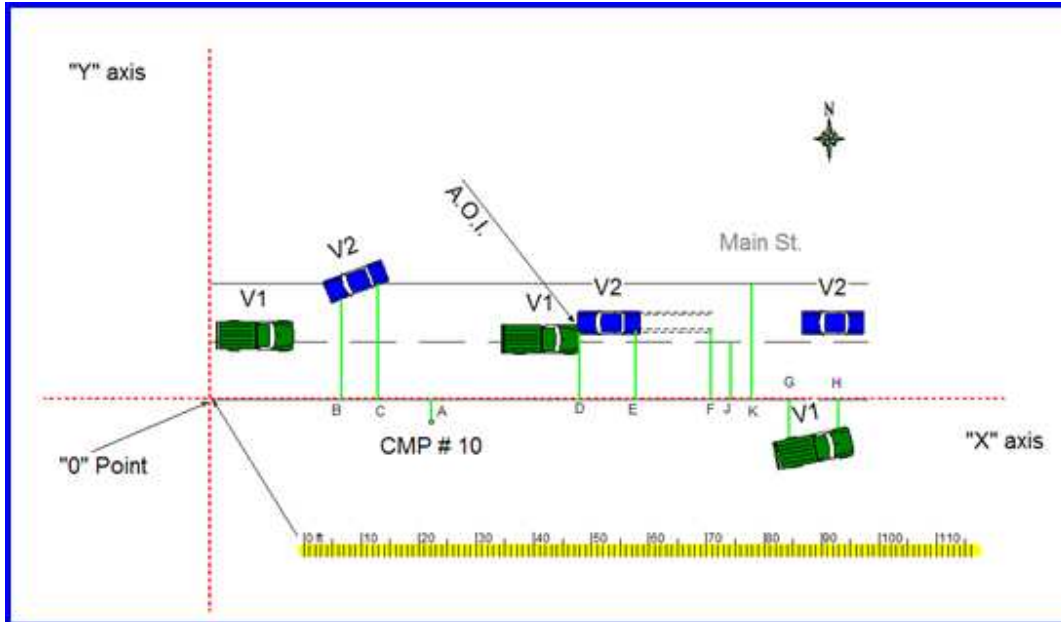 "Y" axis
N
A.O.I.
Main St.
V2
V1
V1
V2
V2
B
C
A
D
E
F
J
K
G
H
V1
CMP # 10
"0" Point
"X" axis
0 ft
10
20
30
40
50
60
70
80
90
100
110